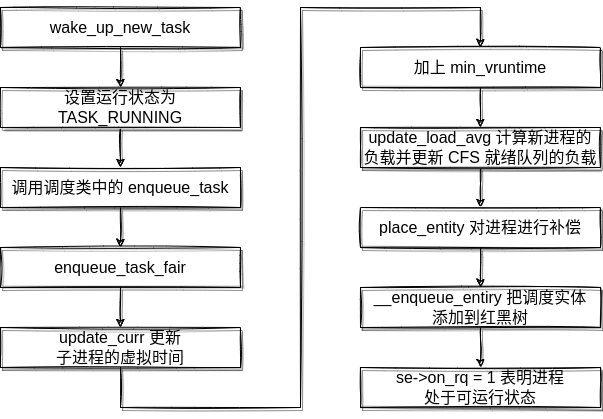 wake_up_new_task
设置运行状态为
TASK_RUNNING
调用调度类中的 enqueue_task
enqueue_task_fair
update_curr 更新
子进程的虚拟时间
加上 min_vruntime
update_load_avg 计算新进程的
负载并更新 CFS 就绪队列的负载
place_entity 对进程进行补偿
__enqueue_entiry 把调度实体
添加到红黑树
se->on_rq = 1 表明进程
处于可运行状态